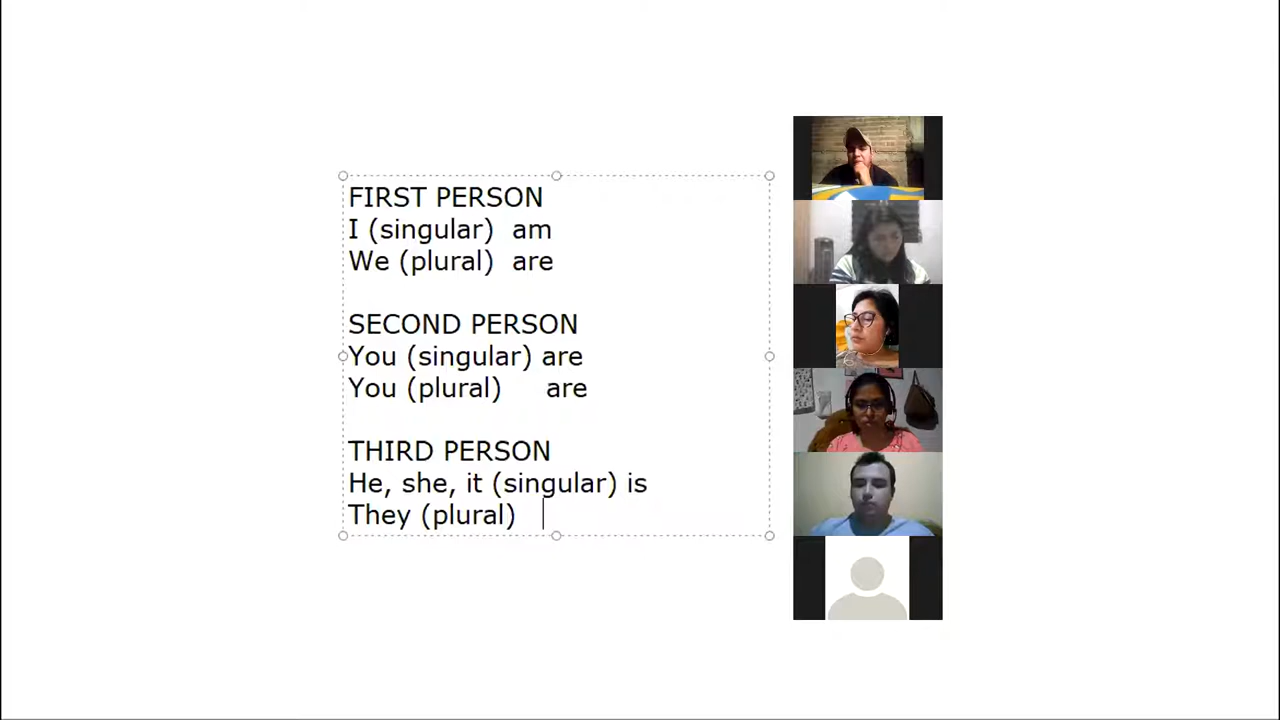 FIRST PERSON
I (singular) am
We (plural) are
SECOND PERSON
You (singular) are
You (plural) are
THIRD PERSON
He, she, it (singular) is
They (plural)